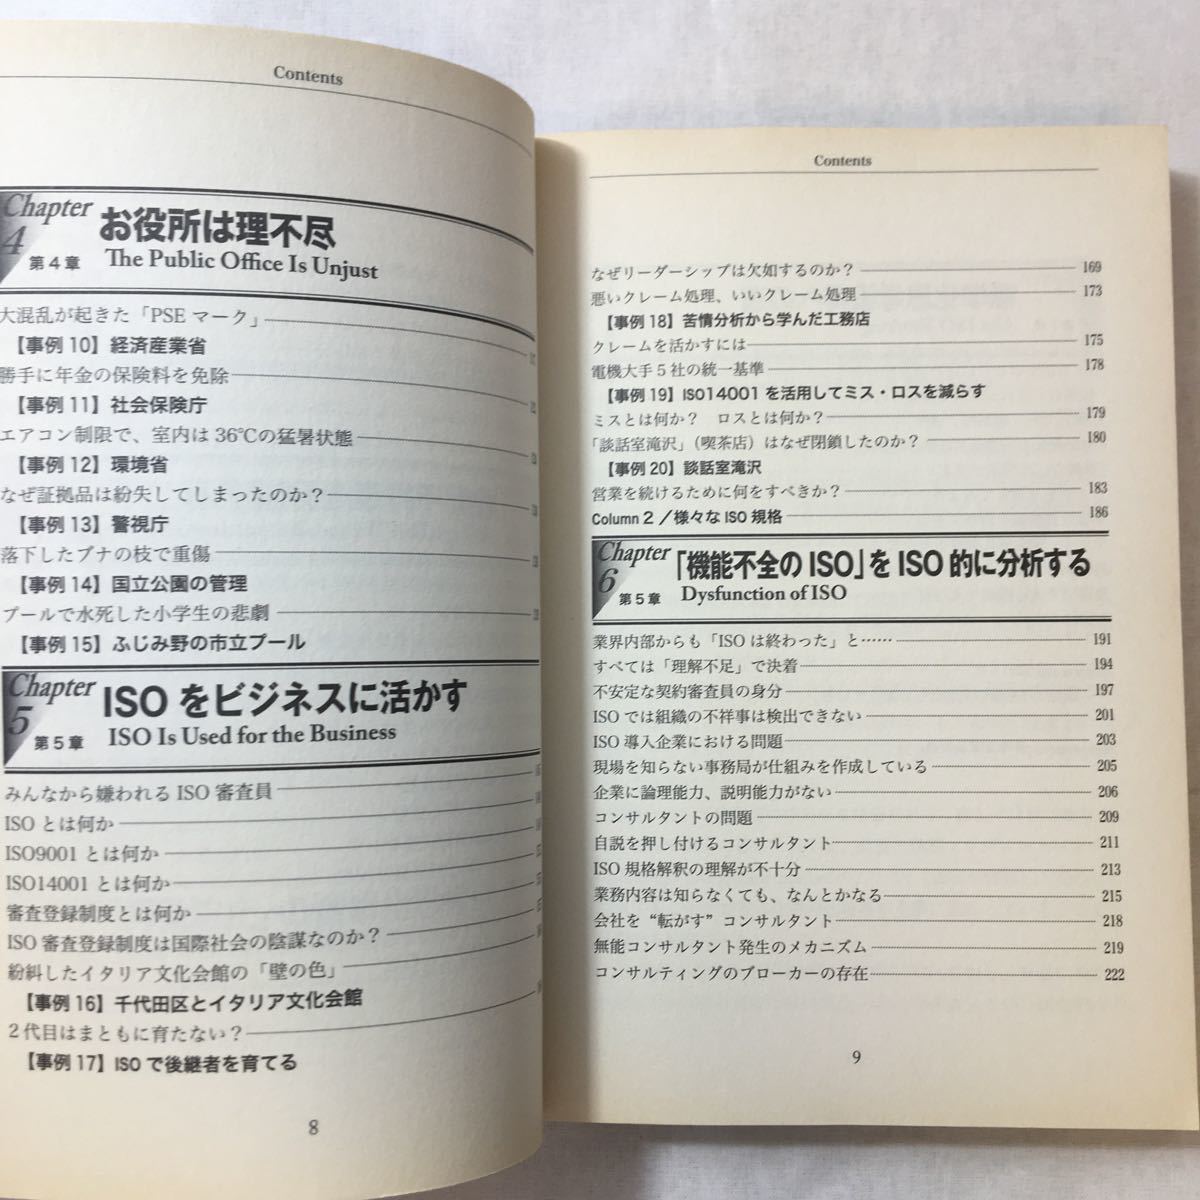 Contents
Chapter 4
第4章
お役所は理不尽
The Public Office Is Unjust
大混乱が起きた「PSEマーク」
【事例10】経済産業省
勝手に年金の保険料を免除
【事例11】社会保険庁
エアコン制限で、室内は36℃の猛暑状態
【事例12】環境省
なぜ証拠品は紛失してしまったのか？
【事例13】警視庁
落下したブナの枝で重傷
【事例14】国立公園の管理
プールで水死した小学生の悲劇
【事例15】ふじみ野の市立プール
Chapter 5
第5章
ISOをビジネスに活かす
ISO Is Used for the Business
みんなから嫌われるISO審査員
ISOとは何か
ISO9001とは何か
ISO14001とは何か
審査登録制度とは何か
ISO審査登録制度は国際社会の陰謀なのか？
紛糾したイタリア文化会館の「壁の色」
【事例16】千代田区とイタリア文化会館
2代目はまともに育たない？
【事例17】ISOで後継者を育てる
8
Contents
なぜリーダーシップは欠如するのか？ 169
悪いクレーム処理、いいクレーム処理 173
【事例18】苦情分析から学んだ工務店
クレームを活かすには 175
電機大手5社の統一基準 178
【事例19】ISO14001を活用してミス・ロスを減らす
ミスとは何か？　ロスとは何か？ 179
「談話室滝沢」（喫茶店）はなぜ閉鎖したのか？ 180
【事例20】談話室滝沢
営業を続けるために何をすべきか？ 183
Column 2／様々なISO規格 186
Chapter 6
第5章
「機能不全のISO」をISO的に分析する
Dysfunction of ISO
業界内部からも「ISOは終わった」と…… 191
すべては「理解不足」で決着 194
不安定な契約審査員の身分 197
ISOでは組織の不祥事は検出できない 201
ISO導入企業における問題 203
現場を知らない事務局が仕組みを作成している 205
企業に論理能力、説明能力がない 206
コンサルタントの問題 209
自説を押し付けるコンサルタント 211
ISO規格解釈の理解が不十分 213
業務内容は知らなくても、なんとかなる 215
会社を“転がす”コンサルタント 218
無能コンサルタント発生のメカニズム 219
コンサルティングのブローカーの存在 222
9